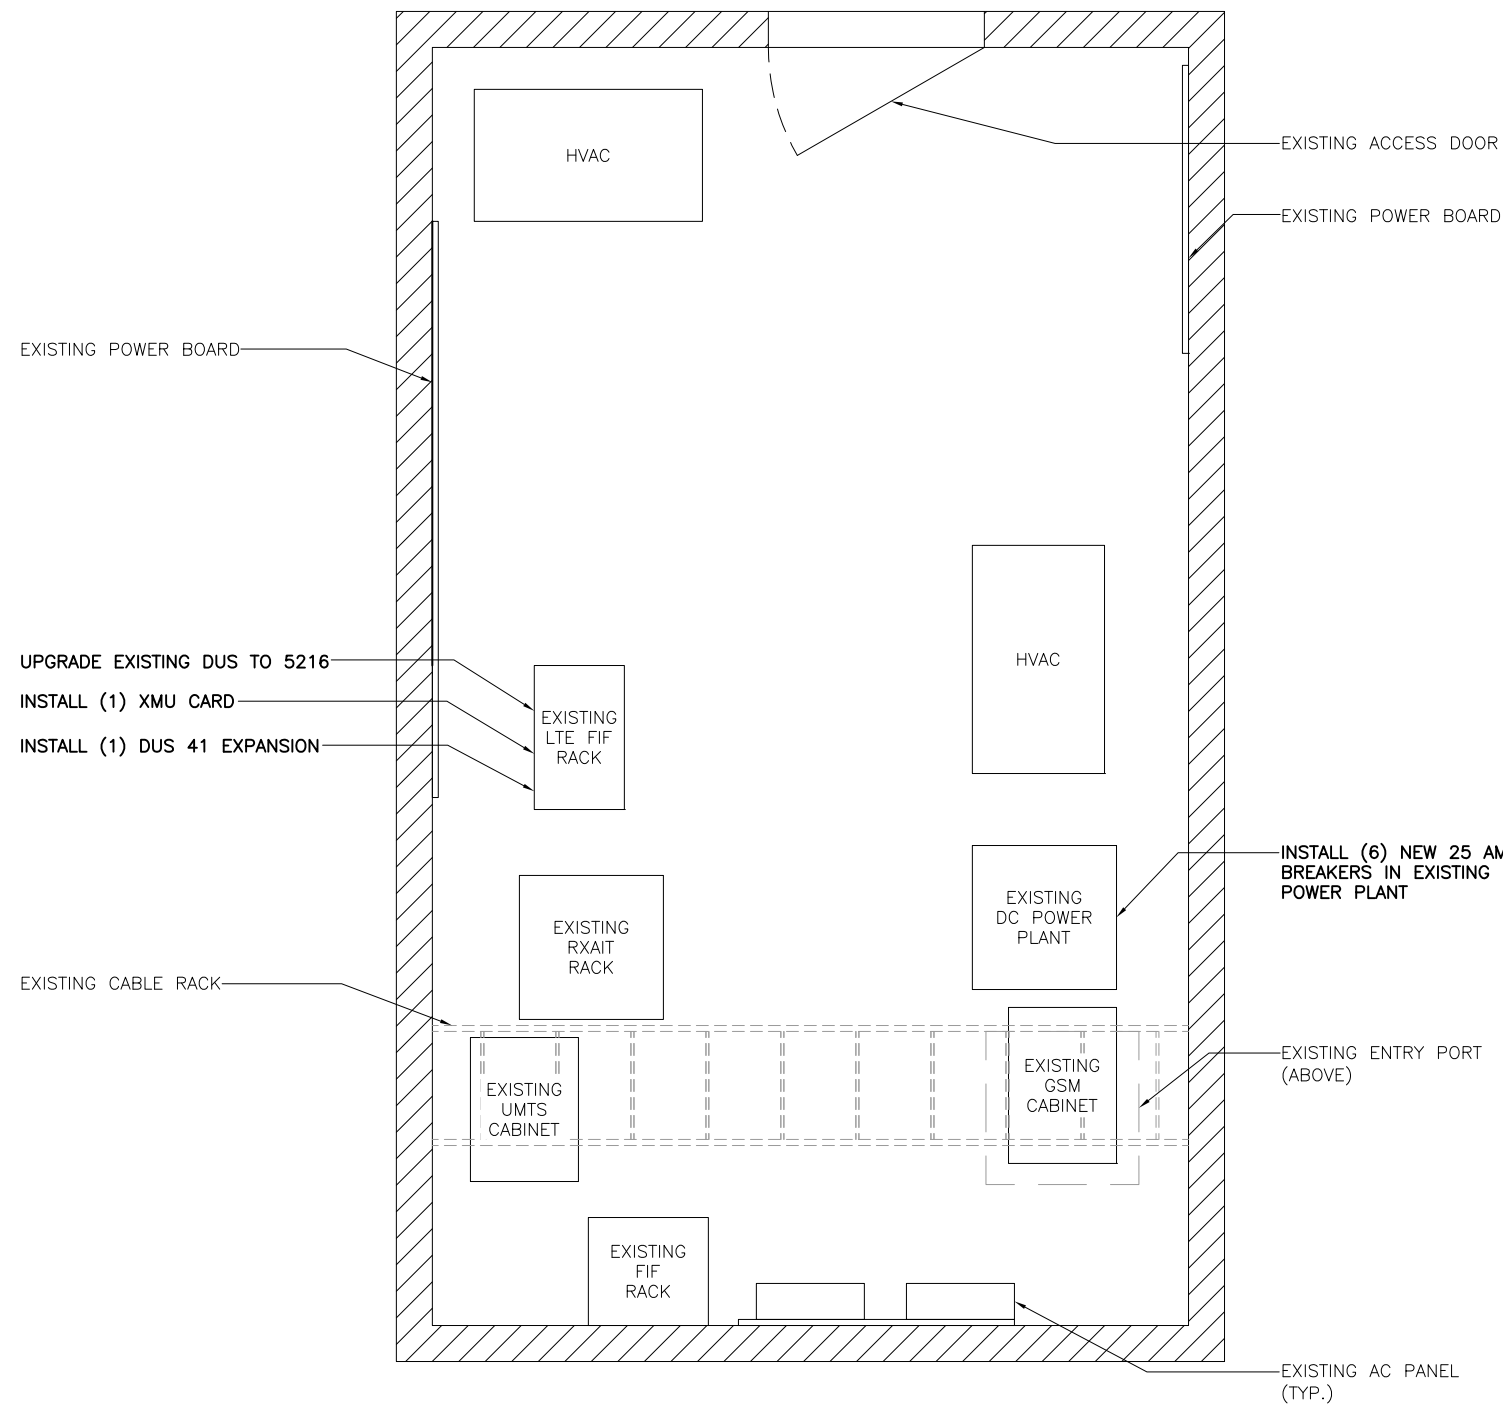 HVAC
EXISTING ACCESS DOOR
EXISTING POWER BOARD
EXISTING POWER BOARD
UPGRADE EXISTING DUS TO 5216
INSTALL (1) XMU CARD
INSTALL (1) DUS 41 EXPANSION
EXISTING
LTE FIF
RACK
HVAC
INSTALL (6) NEW 25
BREAKERS IN EXISTING
POWER PLANT
EXISTING
DC POWER
PLANT
EXISTING
RXAIT
RACK
EXISTING CABLE RACK
EXISTING
UMTS
CABINET
EXISTING
GSM
CABINET
EXISTING ENTRY PORT
(ABOVE)
EXISTING
FIF
RACK
EXISTING AC PANEL
(TYP.)